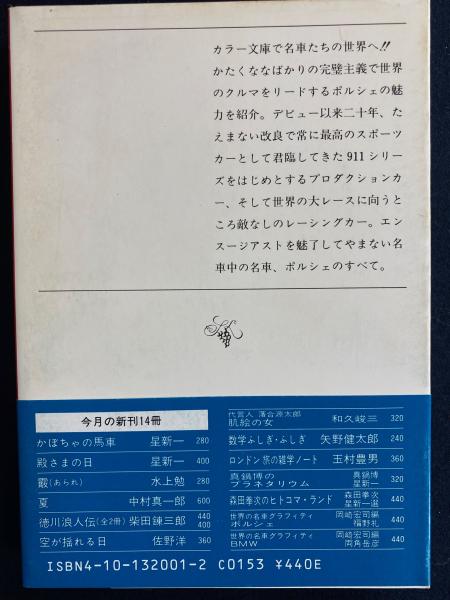 カラー文庫で名車たちの世界へ!!
かたくななばかりの完璧主義で世界
のクルマをリードするポルシェの魅
力を紹介。デビュー以来二十年、た
えまない改良で常に最高のスポーツ
カーとして君臨してきた911シリー
ズをはじめとするプロダクションカ
ー、そして世界の大レースに向うと
ころ敵なしのレーシングカー。エン
スージアストを魅了してやまない名
車中の名車、ポルシェのすべて。
今月の新刊14冊
かぼちゃの馬車 星新一 280
殿さまの日 星新一 400
霰(あられ) 水上勉 280
夏 中村真一郎 600
徳川浪人伝(全2冊) 柴田錬三郎 440 400
空が揺れる日 佐野洋 360
代言人 落合源太郎
肌絵の女 和久峻三 320
数学ふしぎ・ふしぎ 矢野健太郎 240
ロンドン 旅の雑学ノート 玉村豊男 360
真鍋博のプラネタリウム 真鍋博 星新一 320
森田拳次のヒトコマ・ランド 森田拳次 星新一選 440
世界の名車グラフィティ ポルシェ 岡崎宏司編 福野礼 440
世界の名車グラフィティ BMW 岡崎宏司編 両角岳彦 440
ISBN4-10-132001-2 C0153 ¥440E